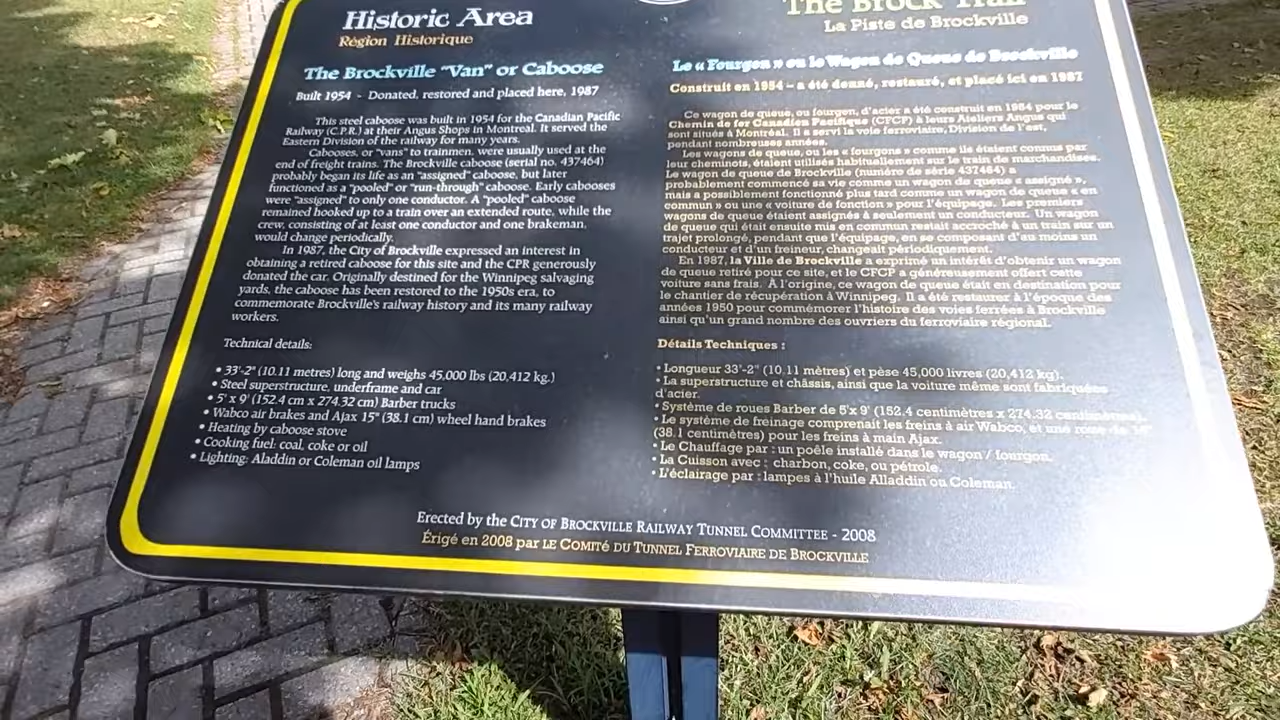 Historic Area
Région Historique
The Brockville "Van" or Caboose
Built 1954 - Donated, restored and placed here, 1987
This steel caboose was built in 1954 for the Canadian Pacific
Railway (C.P.R.) at their Angus Shops in Montreal. It served the
Eastern Division of the railway for many years.
Cabooses, or "vans" to trainmen, were usually used at the
end of freight trains. The Brockville caboose (serial no. 437464)
probably began its life as an "assigned" caboose, but later
functioned as a "pooled" or "run-through" caboose. Early cabooses
were "assigned" to only one conductor. A "pooled" caboose
remained hooked up to a train over an extended route, while the
crew, consisting of at least one conductor and one brakeman,
would change periodically.
In 1987, the City of Brockville expressed an interest in
obtaining a retired caboose for this site and the CPR generously
donated the car. Originally destined for the Winnipeg salvaging
yards, the caboose has been restored to the 1950s era, to
commemorate Brockville's railway history and its many railway
workers.
Technical details:
• 33'-2" (10.11 metres) long and weighs 45,000 lbs (20,412 kg.)
• Steel superstructure, underframe and car
• 5' x 9' (152.4 cm x 274.32 cm) Barber trucks
• Wabco air brakes and Ajax 15" (38.1 cm) wheel hand brakes
• Heating by caboose stove
• Cooking fuel: coal, coke or oil
• Lighting: Aladdin or Coleman oil lamps
The Brock Trail
La Piste de Brockville
Le « Fourgon » ou le Wagon de Queue de Brockville
Construit en 1954 - a été donné, restauré, et placé ici en 1987
Ce wagon de queue, ou fourgon, d'acier a été construit en 1954 pour le
Chemin de fer Canadien Pacifique (CFCP) à leurs Ateliers Angus qui
sont situés à Montréal. Il a servi la voie ferroviaire, Division de l'est,
pendant nombreuses années.
Les wagons de queue, ou les « fourgons » comme ils étaient connus par
leur cheminots, étaient utilisés habituellement sur le train de marchandises.
Le wagon de queue de Brockville (numéro de série 437464) a
probablement commencé sa vie comme un wagon de queue « assigné »,
mais a possiblement fonctionné plus tard comme un wagon de queue « en
commun » ou une « voiture de fonction » pour l'équipage. Les premiers
wagons de queue étaient assignés à seulement un conducteur. Un wagon
de queue qui était ensuite mis en commun restait accroché à un train sur un
trajet prolongé, pendant que l'équipage, en se composant d'au moins un
conducteur et d'un freineur, changeait périodiquement.
En 1987, la Ville de Brockville a exprimé un intérêt d'obtenir un wagon
de queue retiré pour ce site, et le CFCP a généreusement offert cette
voiture sans frais. À l'origine, ce wagon de queue était en destination pour
le chantier de récupération à Winnipeg. Il a été restaurer à l'époque des
années 1950 pour commémorer l'histoire des voies ferrées à Brockville
ainsi qu'un grand nombre des ouvriers du ferroviaire régional.
Détails Techniques :
• Longueur 33'-2" (10.11 mètres) et pèse 45,000 livres (20,412 kg).
• La superstructure et châssis, ainsi que la voiture même sont fabriquées
d'acier.
• Système de roues Barber de 5'x 9' (152.4 centimètres x 274.32 centimètres).
• Le système de freinage comprenait les freins à air Wabco, et une roue de 15"
(38.1 centimètres) pour les freins à main Ajax.
• Le Chauffage par : un poêle installé dans le wagon / fourgon.
• La Cuisson avec : charbon, coke, ou pétrole.
• L'éclairage par : lampes à l'huile Alladdin ou Coleman.
Erected by the City of Brockville Railway Tunnel Committee - 2008
Érigé en 2008 par le Comité du Tunnel Ferroviaire de Brockville